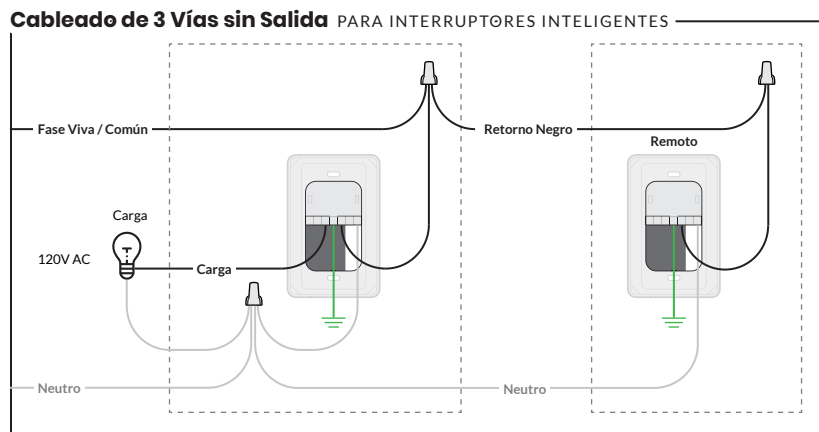 Cableado de 3 Vías sin Salida PARA INTERRUPTORES INTELIGENTES
Fase Viva / Común
Retorno Negro
Remoto
Carga
120V AC
Carga
Neutro
Neutro